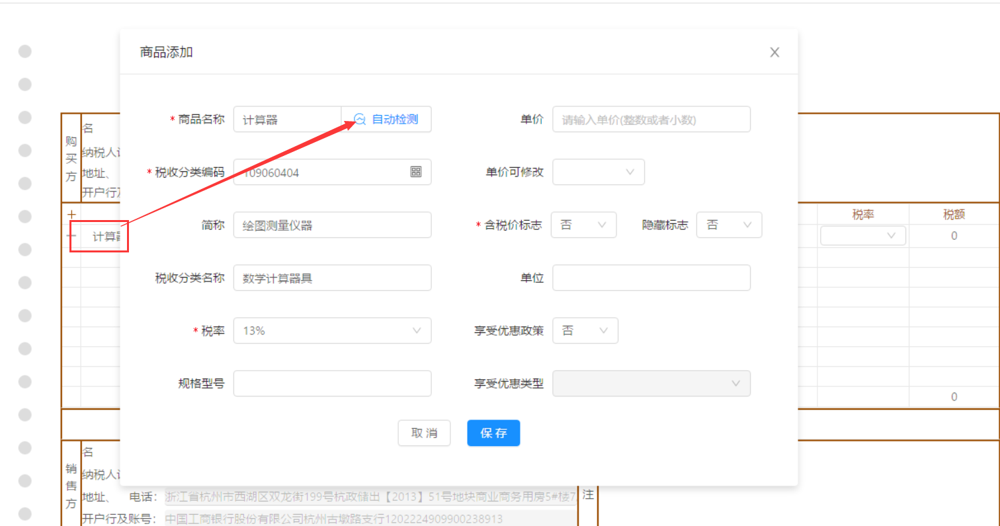 商品添加
* 商品名称 计算器 自动检测 单价 请输入单价(整数或者小数)
* 税收分类编码 109060404 单价可修改
简称 绘图测量仪器 * 含税价标志 否 隐藏标志 否
税收分类名称 数学计算器具 单位
* 税率 13% 享受优惠政策 否
规格型号 享受优惠类型
取 消 保 存
购买方
名
纳税人
地址、
开户行及
税率 税额
计算 0
0
销售方
名
纳税人
地址、 电话： 浙江省杭州市西湖区双龙街199号杭政储出【2013】51号地块商业商务用房5#楼7
注
开户行及账号： 中国工商银行股份有限公司杭州古墩路支行1202224909900238913